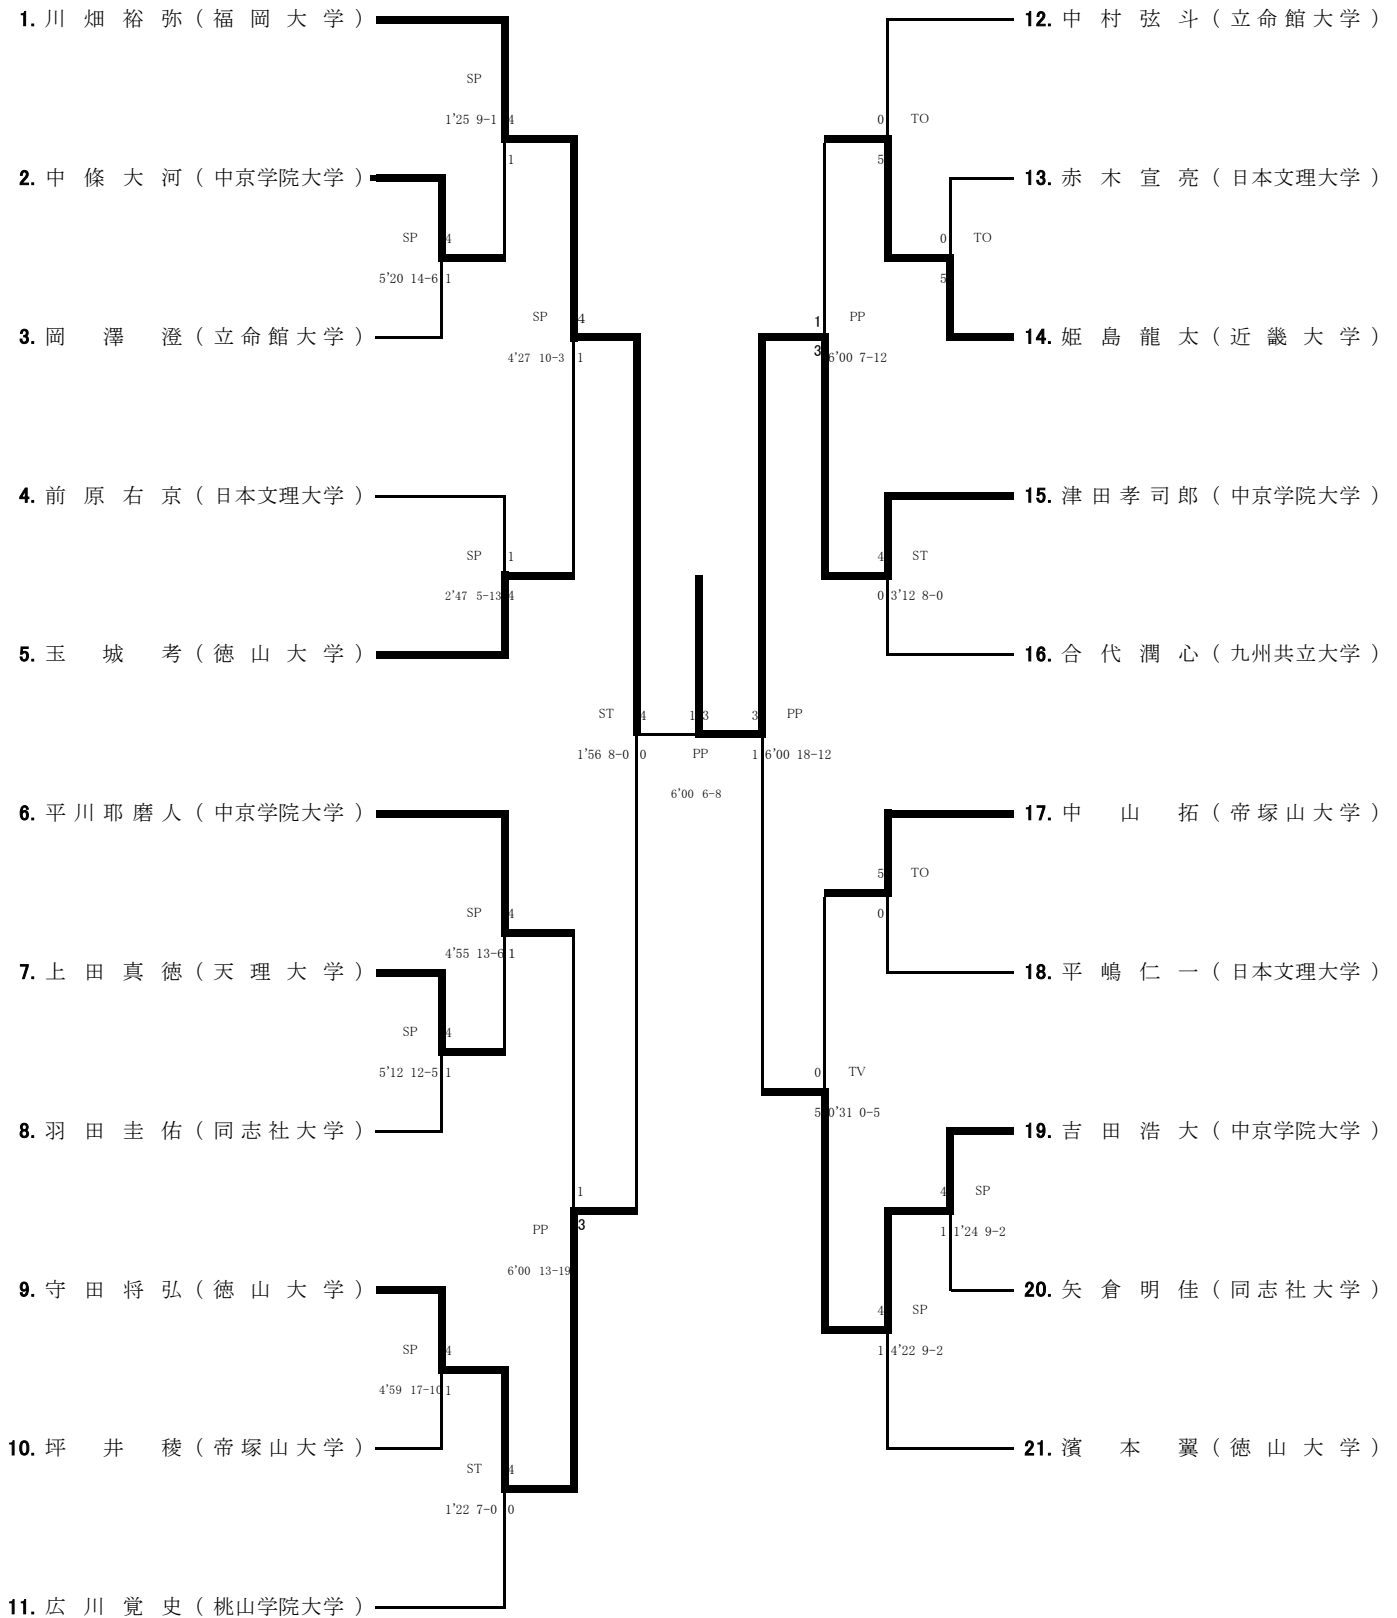 1. 川畑裕弥 ( 福岡大学 )
SP
1'25 9-1 4
1
2. 中條大河 ( 中京学院大学 )
SP 4
5'20 14-6 1
3. 岡澤澄 ( 立命館大学 )
SP 4
4'27 10-3 1
4. 前原右京 ( 日本文理大学 )
SP 1
2'47 5-13 4
5. 玉城考 ( 徳山大学 )
ST 4
1'56 8-0 0
6. 平川耶磨人 ( 中京学院大学 )
SP 4
4'55 13-6 1
7. 上田真徳 ( 天理大学 )
SP 4
5'12 12-5 1
8. 羽田圭佑 ( 同志社大学 )
1
PP 3
6'00 13-19
9. 守田将弘 ( 徳山大学 )
SP 4
4'59 17-10 1
10. 坪井稜 ( 帝塚山大学 )
ST 4
1'22 7-0 0
11. 広川覚史 ( 桃山学院大学 )
1 3
PP
6'00 6-8
12. 中村弦斗 ( 立命館大学 )
0 TO
5
13. 赤木宣亮 ( 日本文理大学 )
0 TO
5
14. 姫島龍太 ( 近畿大学 )
1 PP
3 6'00 7-12
15. 津田孝司郎 ( 中京学院大学 )
4 ST
0 3'12 8-0
16. 合代潤心 ( 九州共立大学 )
3 PP
1 6'00 18-12
17. 中山拓 ( 帝塚山大学 )
5 TO
0
18. 平嶋仁一 ( 日本文理大学 )
0 TV
5 0'31 0-5
19. 吉田浩大 ( 中京学院大学 )
4 SP
1 1'24 9-2
20. 矢倉明佳 ( 同志社大学 )
4 SP
1 4'22 9-2
21. 濱本翼 ( 徳山大学 )